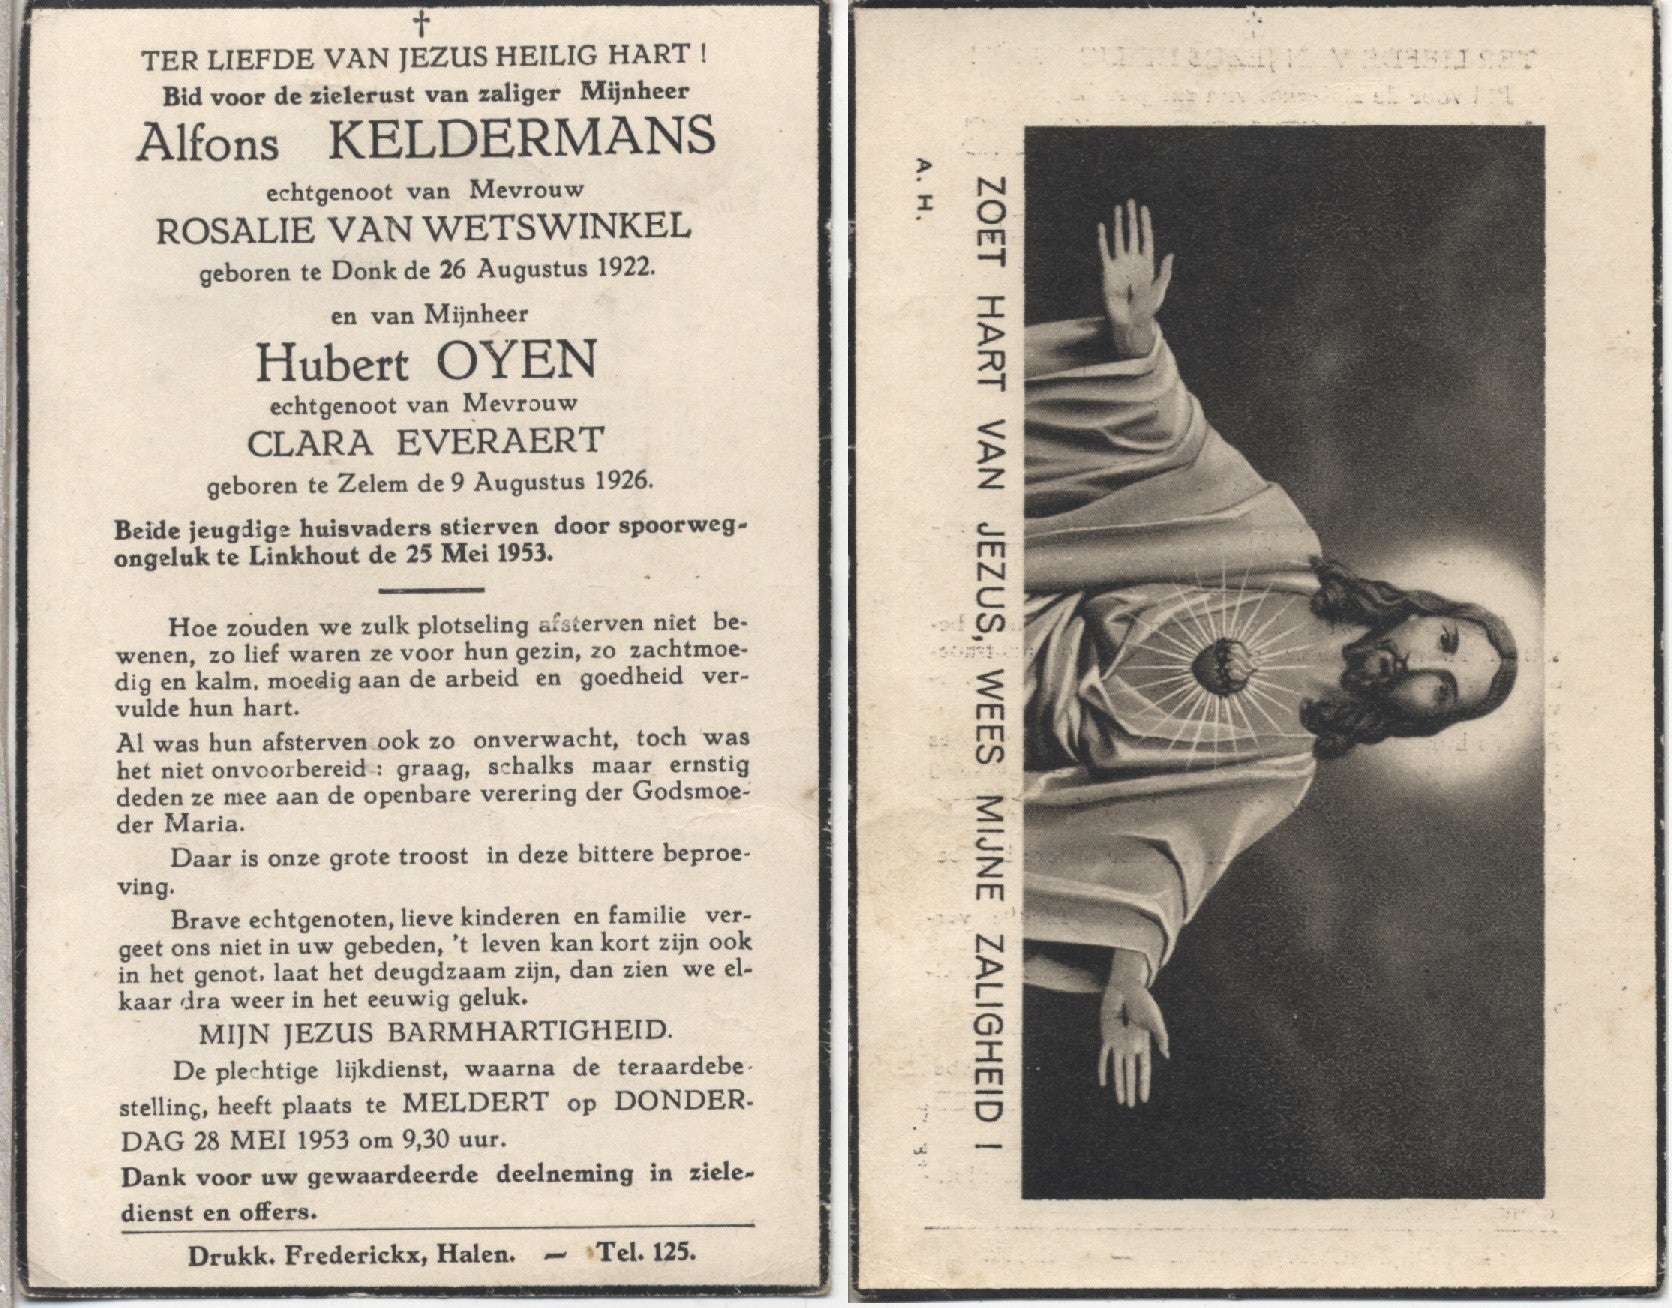 TER LIEFDE VAN JEZUS HEILIG HART !
Bid voor de zielerust van zaliger Mijnheer
Alfons KELDERMANS
echtgenoot van Mevrouw
ROSALIE VAN WETSWINKEL
geboren te Donk de 26 Augustus 1922.
en van Mijnheer
Hubert OYEN
echtgenoot van Mevrouw
CLARA EVERAERT
geboren te Zelem de 9 Augustus 1926.
Beide jeugdige huisvaders stierven door spoorweg-
ongeluk te Linkhout de 25 Mei 1953.
Hoe zouden we zulk plotseling afsterven niet be-
wenen, zo lief waren ze voor hun gezin, zo zachtmoe-
dig en kalm, moedig aan de arbeid en goedheid ver-
vulde hun hart.
Al was hun afsterven ook zo onverwacht, toch was
het niet onvoorbereid : graag, schalks maar ernstig
deden ze mee aan de openbare verering der Godsmoe-
der Maria.
Daar is onze grote troost in deze bittere beproe-
ving.
Brave echtgenoten, lieve kinderen en familie ver-
geet ons niet in uw gebeden, 't leven kan kort zijn ook
in het genot, laat het deugdzaam zijn, dan zien we el-
kaar dra weer in het eeuwig geluk.
MIJN JEZUS BARMHARTIGHEID.
De plechtige lijkdienst, waarna de teraardebe-
stelling, heeft plaats te MELDERT op DONDER-
DAG 28 MEI 1953 om 9,30 uur.
Dank voor uw gewaardeerde deelneming in ziele-
dienst en offers.
Drukk. Frederickx, Halen. — Tel. 125.
ZOET HART VAN JEZUS, WEES MIJNE ZALIGHEID !
A. H.